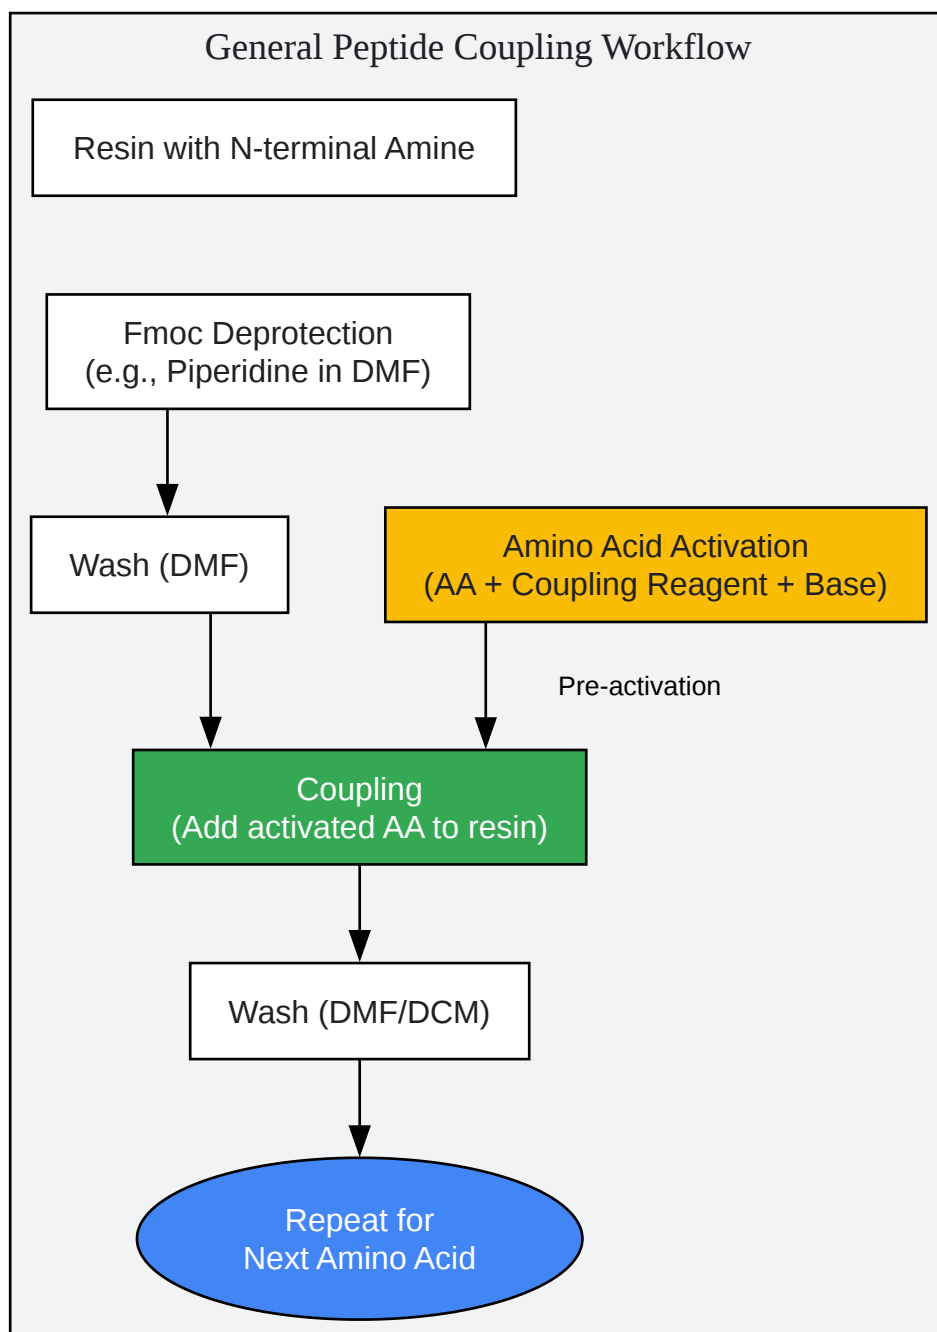 General Peptide Coupling Workflow
Resin with N-terminal Amine
Fmoc Deprotection
(e.g., Piperidine in DMF)
Wash (DMF)
Amino Acid Activation
(AA + Coupling Reagent + Base)
Pre-activation
Coupling
(Add activated AA to resin)
Wash (DMF/DCM)
Repeat for
Next Amino Acid